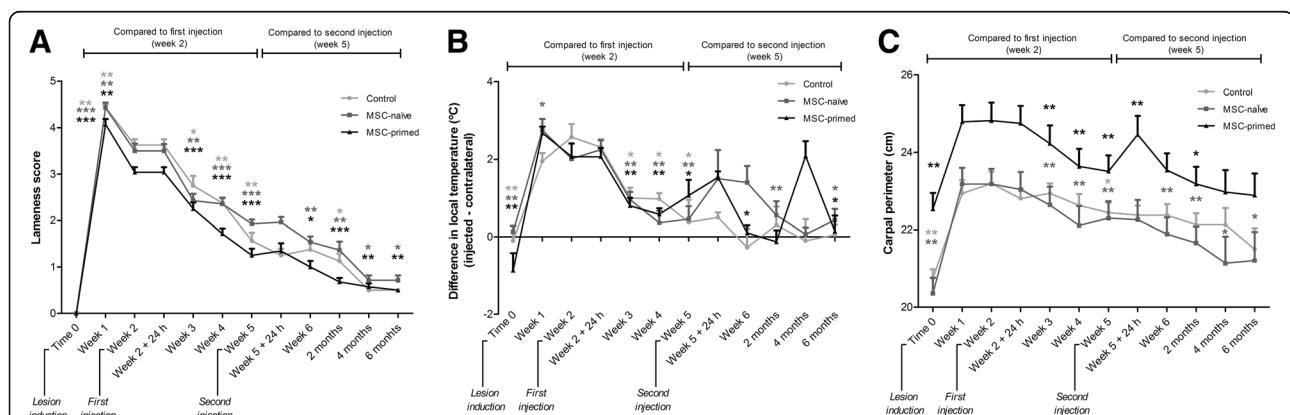 A
Compared to first injection
(week 2)
Compared to second injection
(week 5)
Lameness score
5
4
3
2
1
0
**
***
***
**
**
**
*
**
***
**
***
***
**
***
***
**
*
*
**
***
*
**
*
**
Control
MSC-naïve
MSC-primed
Time 0
Week 1
Week 2
Week 2 + 24 h
Week 3
Week 4
Week 5
Week 5 + 24 h
Week 6
2 months
4 months
6 months
Lesion
induction
First
injection
Second
injection
B
Compared to first injection
(week 2)
Compared to second injection
(week 5)
Difference in local temperature (°C)
(injected - contralateral)
4
2
0
-2
**
**
**
*
*
**
**
*
**
**
*
**
*
*
**
*
*
Control
MSC-naïve
MSC-primed
Time 0
Week 1
Week 2
Week 2 + 24 h
Week 3
Week 4
Week 5
Week 5 + 24 h
Week 6
2 months
4 months
6 months
Lesion
induction
First
injection
Second
injection
C
Compared to first injection
(week 2)
Compared to second injection
(week 5)
Carpal perimeter (cm)
26
24
22
20
**
**
**
**
**
**
**
**
*
**
**
**
*
**
*
*
Control
MSC-naïve
MSC-primed
Time 0
Week 1
Week 2
Week 2 + 24 h
Week 3
Week 4
Week 5
Week 5 + 24 h
Week 6
2 months
4 months
6 months
Lesion
induction
First
injection
Second
injection